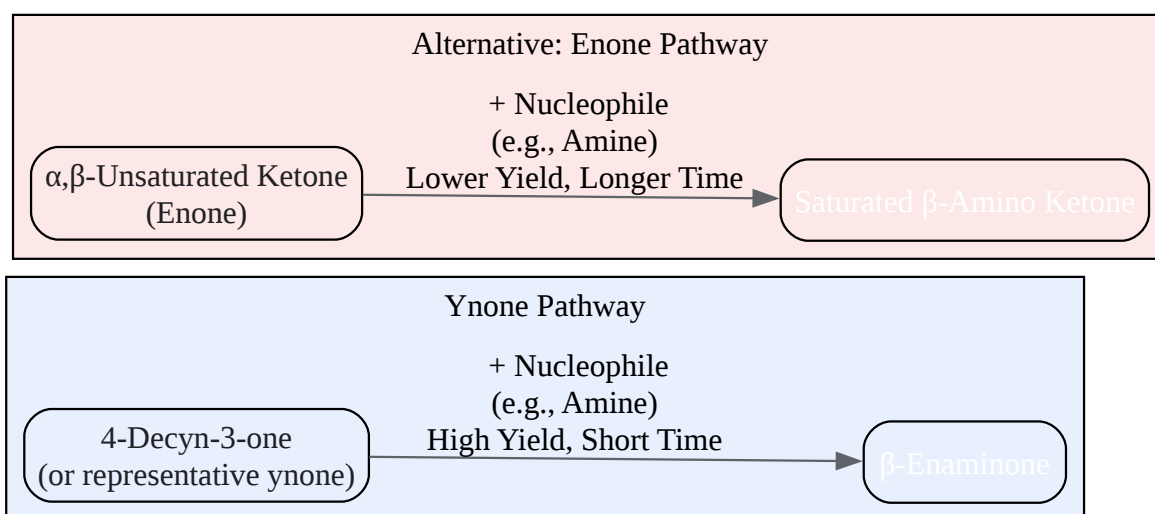 Alternative: Enone Pathway
+ Nucleophile
(e.g., Amine)
Lower Yield, Longer Time
α,β-Unsaturated Ketone
(Enone)
Saturated β-Amino Ketone
Ynone Pathway
+ Nucleophile
(e.g., Amine)
High Yield, Short Time
4-Decyn-3-one
(or representative ynone)
β-Enaminone